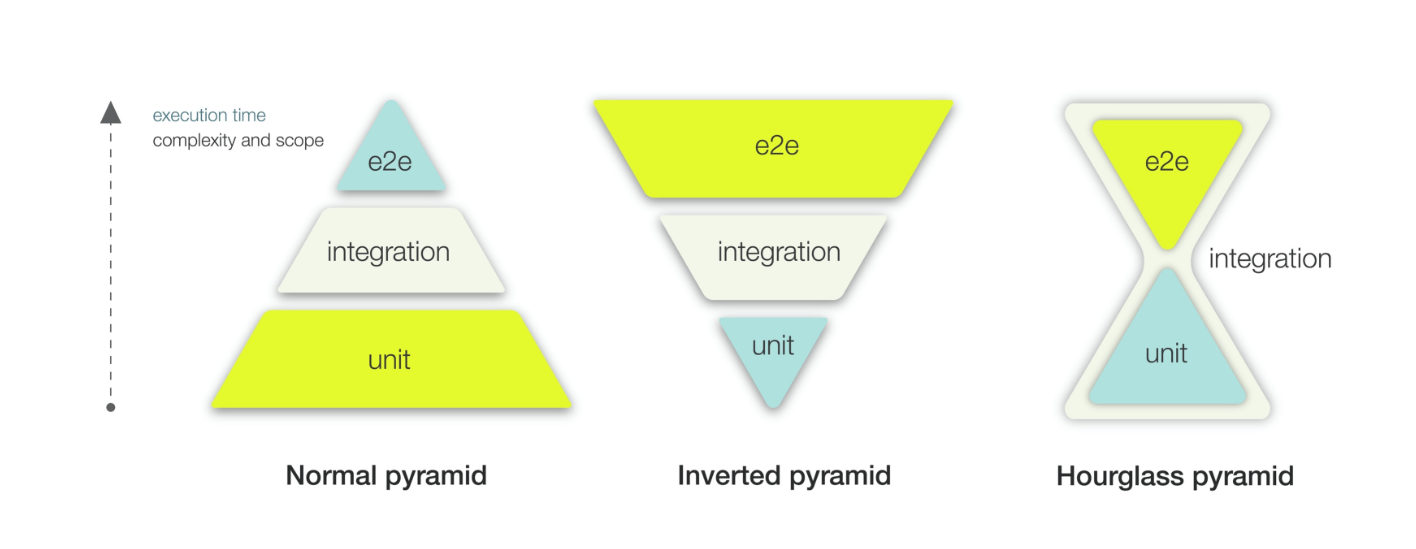 execution time
complexity and scope
e2e
integration
unit
Normal pyramid
e2e
integration
unit
Inverted pyramid
e2e
integration
unit
Hourglass pyramid